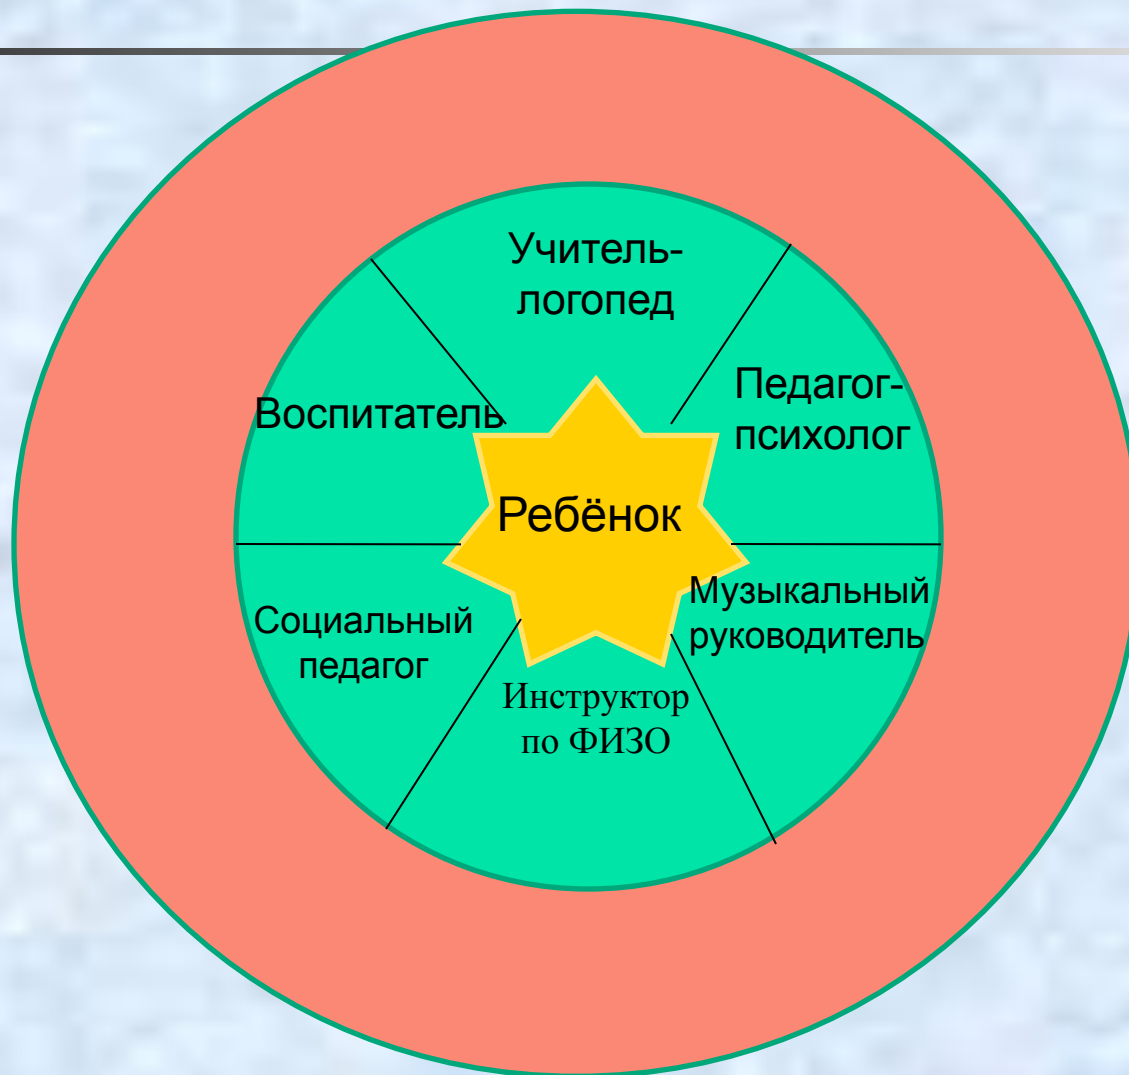 Учитель-
логопед
Педагог-
психолог
Воспитатель
Ребёнок
Музыкальный
руководитель
Социальный
педагог
Инструктор
по ФИЗО